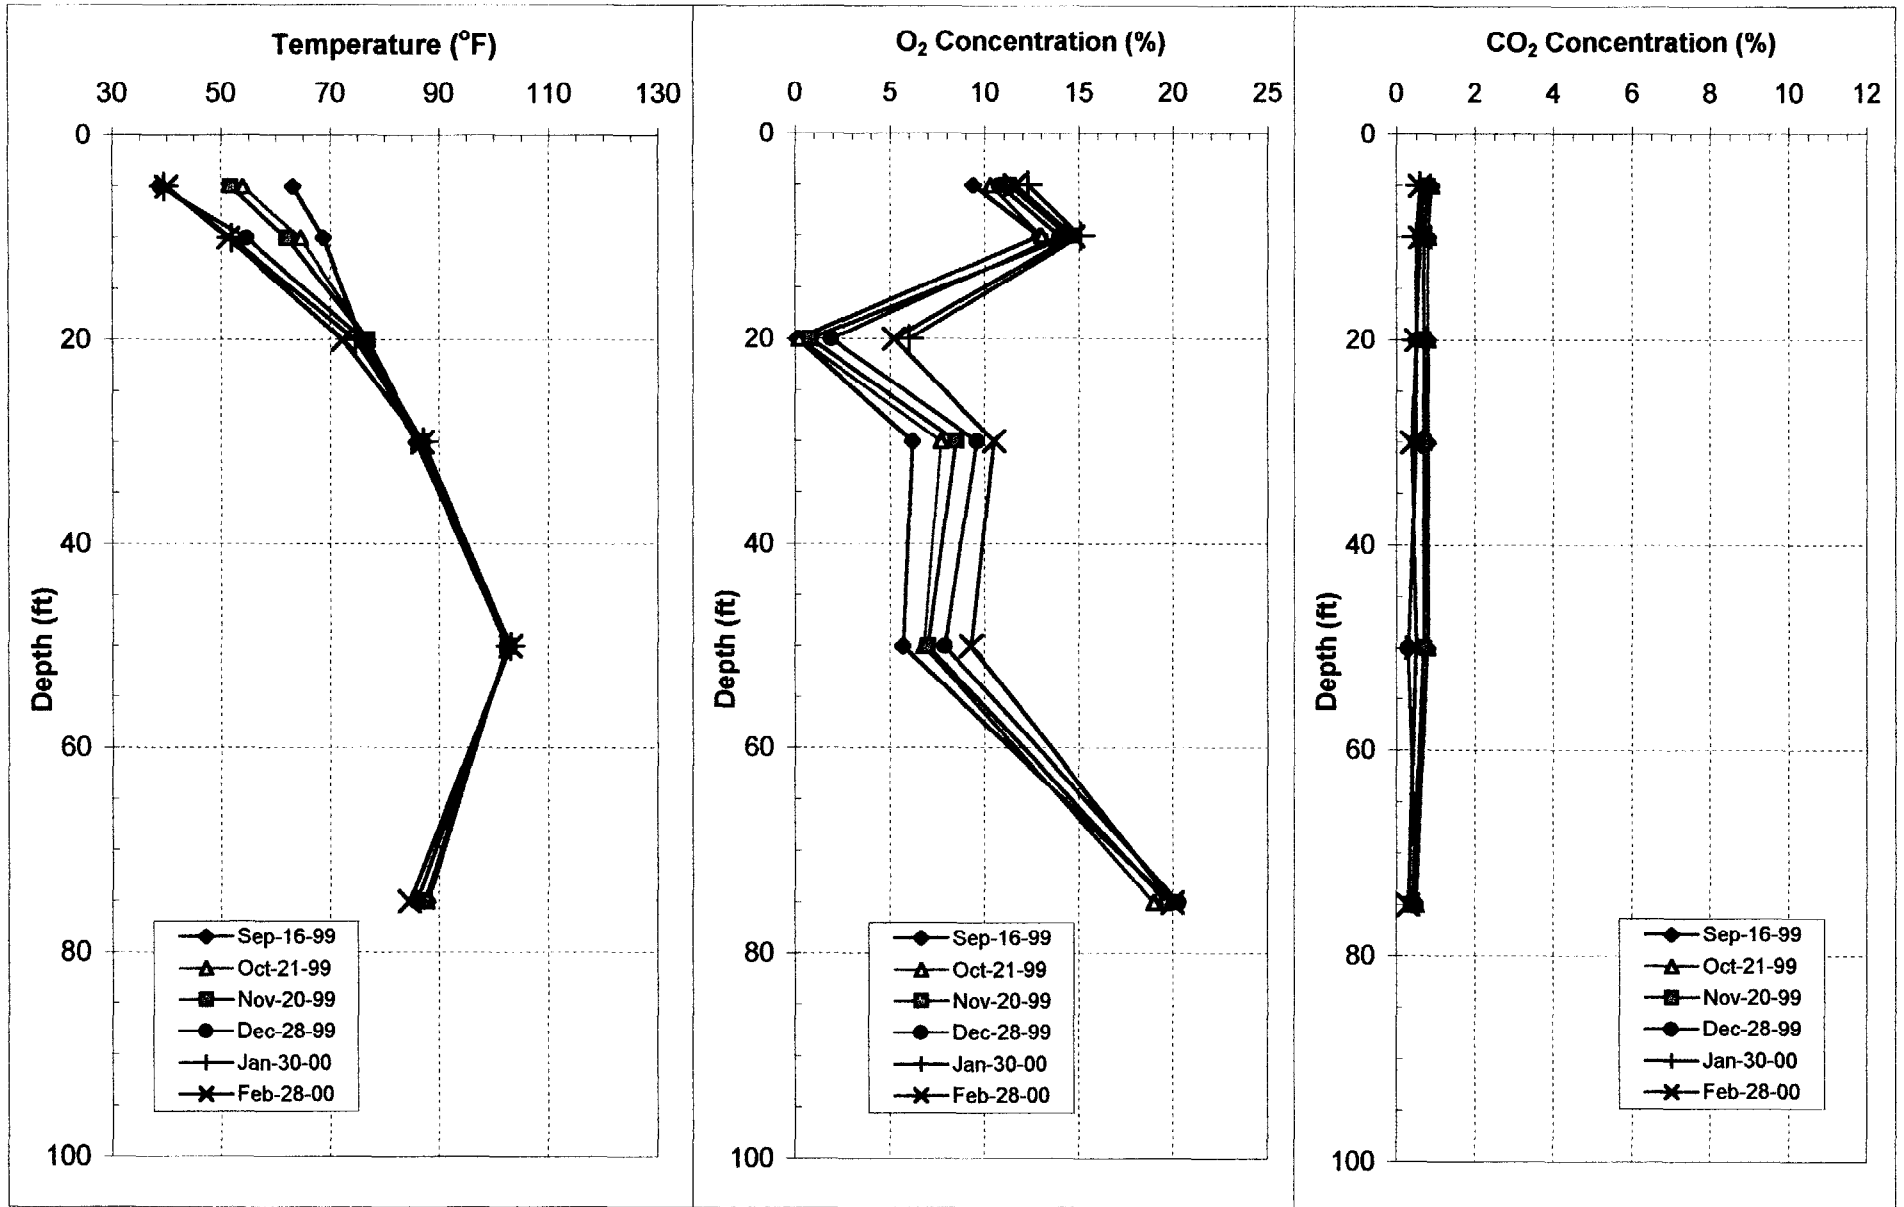 Temperature (°F)
30 50 70 90 110 130
0
20
40
60
80
100
Depth (ft)
Sep-16-99
Oct-21-99
Nov-20-99
Dec-28-99
Jan-30-00
Feb-28-00
O₂ Concentration (%)
0 5 10 15 20 25
0
20
40
60
80
100
Depth (ft)
Sep-16-99
Oct-21-99
Nov-20-99
Dec-28-99
Jan-30-00
Feb-28-00
CO₂ Concentration (%)
0 2 4 6 8 10 12
0
20
40
60
80
100
Depth (ft)
Sep-16-99
Oct-21-99
Nov-20-99
Dec-28-99
Jan-30-00
Feb-28-00